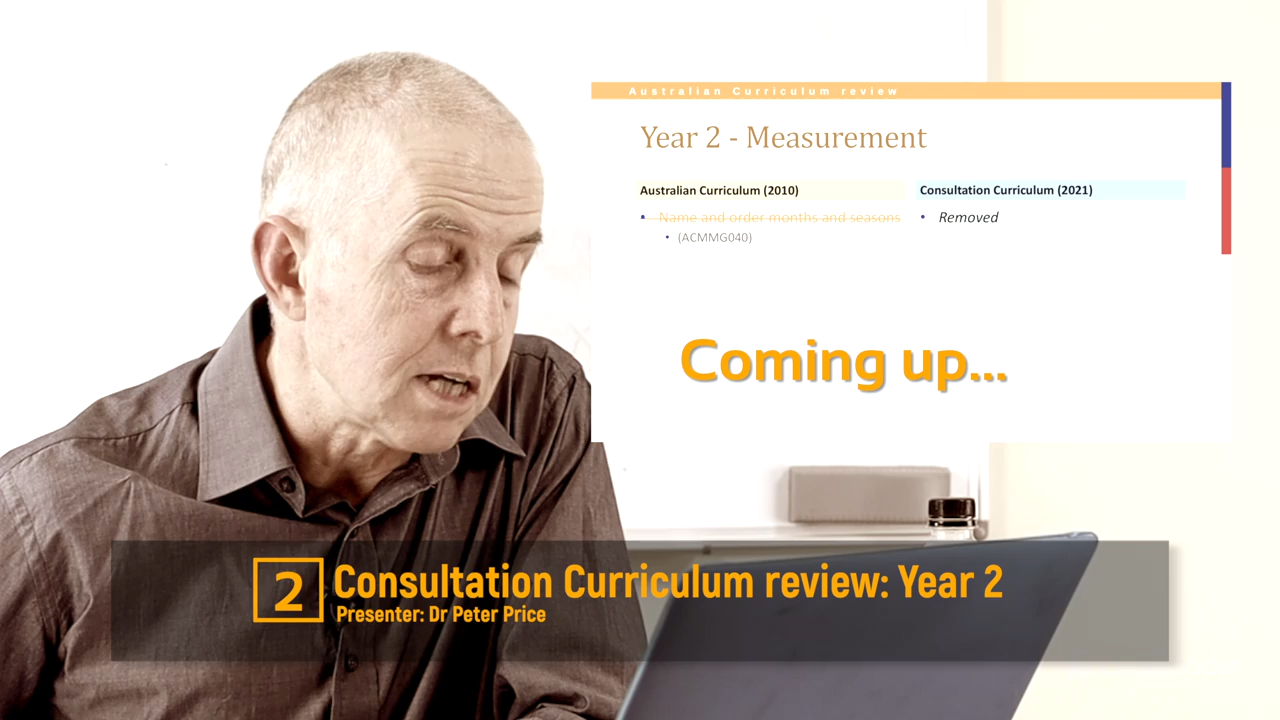 Australian Curriculum review
Year 2 - Measurement
Australian Curriculum (2010)
Name and order months and seasons
(ACMMG040)
Consultation Curriculum (2021)
Removed
Coming up...
2
Consultation Curriculum review: Year 2
Presenter: Dr Peter Price